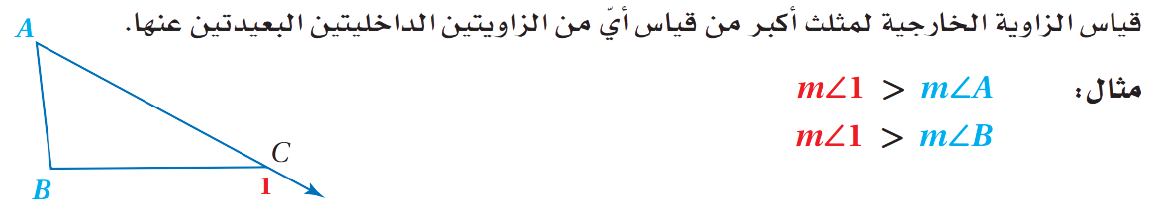 قياس الزاوية الخارجية لمثلث أكبر من قياس أيّ من الزاويتين الداخليتين البعيدتين عنها.
مثال: m∠1 > m∠A
m∠1 > m∠B
A
B
C
1